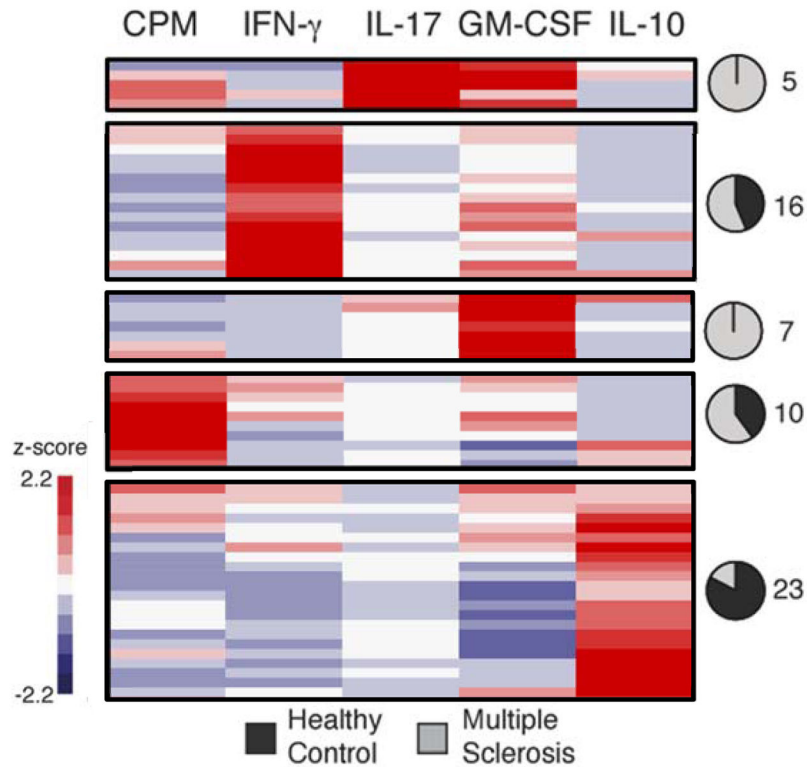 CPM IFN-γ IL-17 GM-CSF IL-10
5
16
7
10
z-score
2.2
23
-2.2
Healthy Control
Multiple Sclerosis